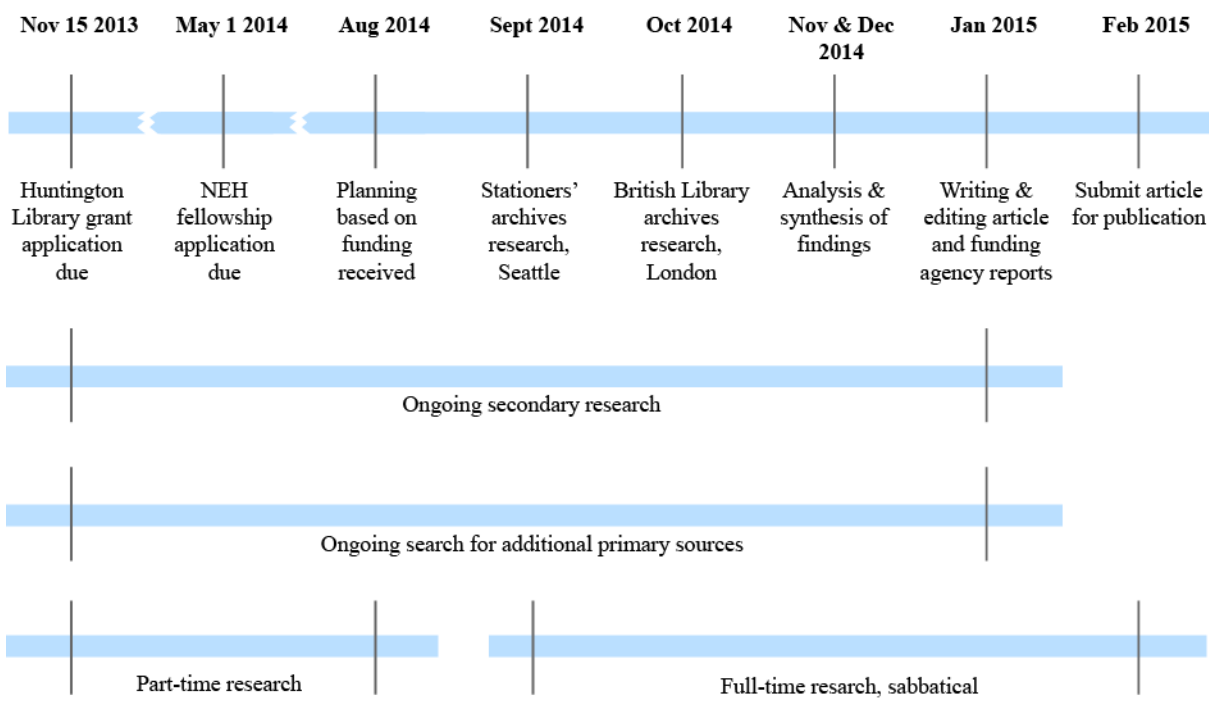 Nov 15 2013
May 1 2014
Aug 2014
Sept 2014
Oct 2014
Nov & Dec
2014
Jan 2015
Feb 2015
Huntington
Library grant
application
due
NEH
fellowship
application
due
Planning
based on
funding
received
Stationers’
archives
research,
Seattle
British Library
archives
research,
London
Analysis &
synthesis of
findings
Writing &
editing article
and funding
agency reports
Submit article
for publication
Ongoing secondary research
Ongoing search for additional primary sources
Part-time research
Full-time resarch, sabbatical